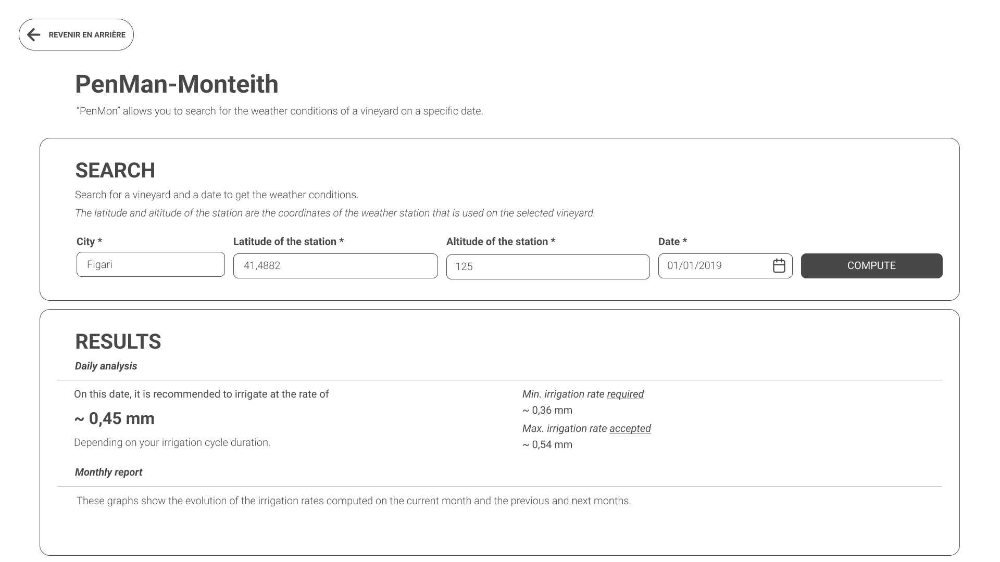 REVENIR EN ARRIÈRE
PenMan-Monteith
“PenMon” allows you to search for the weather conditions of a vineyard on a specific date.
SEARCH
Search for a vineyard and a date to get the weather conditions.
The latitude and altitude of the station are the coordinates of the weather station that is used on the selected vineyard.
City *
Latitude of the station *
Altitude of the station *
Date *
Figari
41,4882
125
01/01/2019
COMPUTE
RESULTS
Daily analysis
On this date, it is recommended to irrigate at the rate of
~ 0,45 mm
Depending on your irrigation cycle duration.
Min. irrigation rate required
~ 0,36 mm
Max. irrigation rate accepted
~ 0,54 mm
Monthly report
These graphs show the evolution of the irrigation rates computed on the current month and the previous and next months.